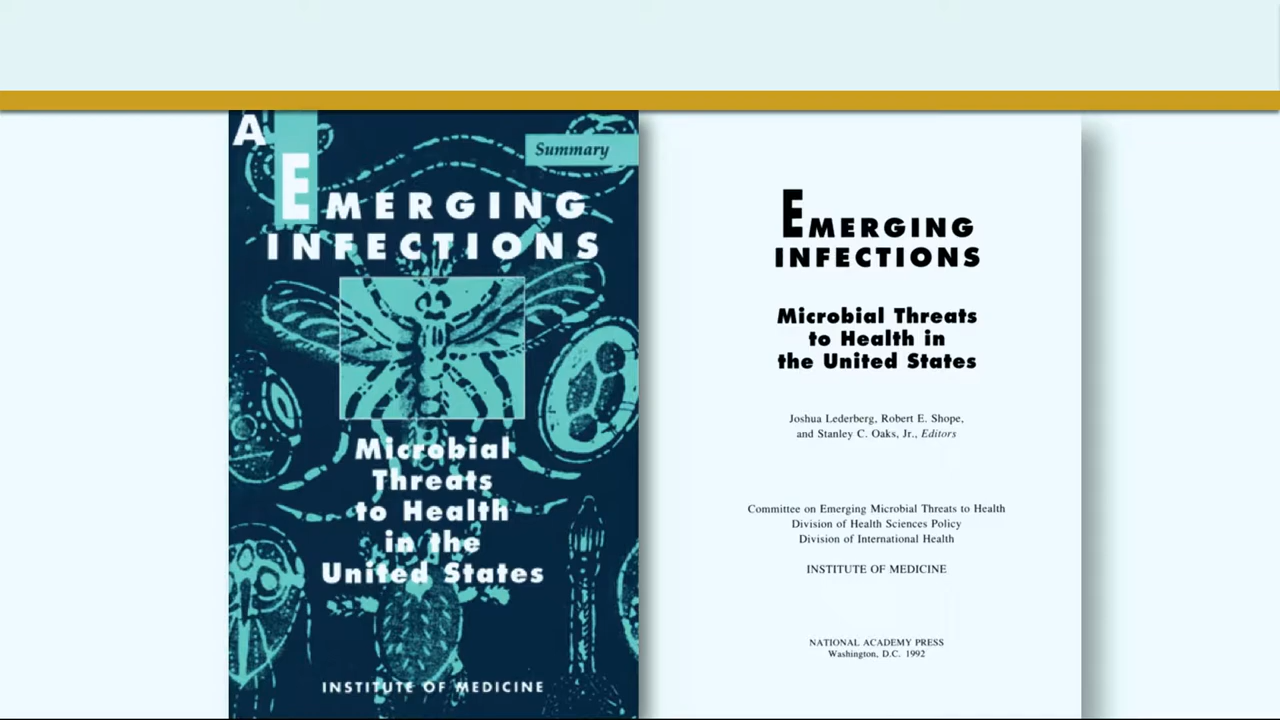 A
Summary
EMERGING
INFECTIONS
Microbial
Threats
to Health
in the
United States
INSTITUTE OF MEDICINE
EMERGING
INFECTIONS
Microbial Threats
to Health in
the United States
Joshua Lederberg, Robert E. Shope,
and Stanley C. Oaks, Jr., Editors
Committee on Emerging Microbial Threats to Health
Division of Health Sciences Policy
Division of International Health
INSTITUTE OF MEDICINE
NATIONAL ACADEMY PRESS
Washington, D.C. 1992